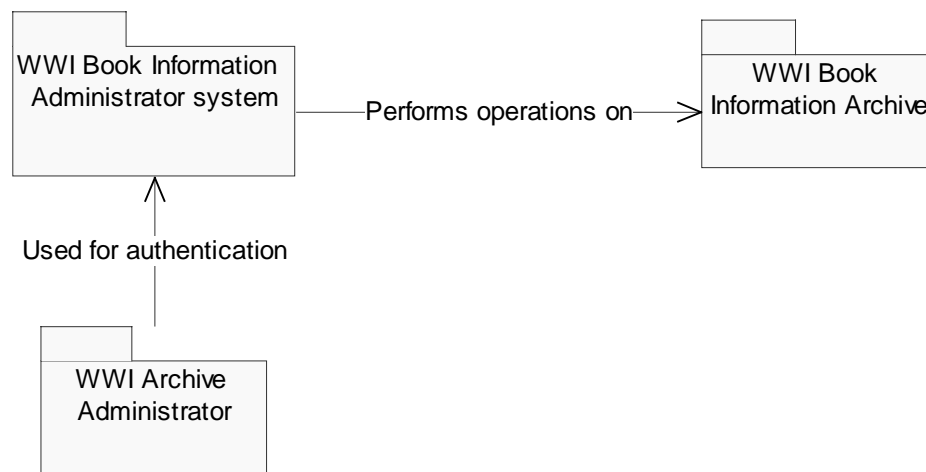 WWI Book Information
Administrator system
Performs operations on
WWI Book
Information Archive
Used for authentication
WWI Archive
Administrator